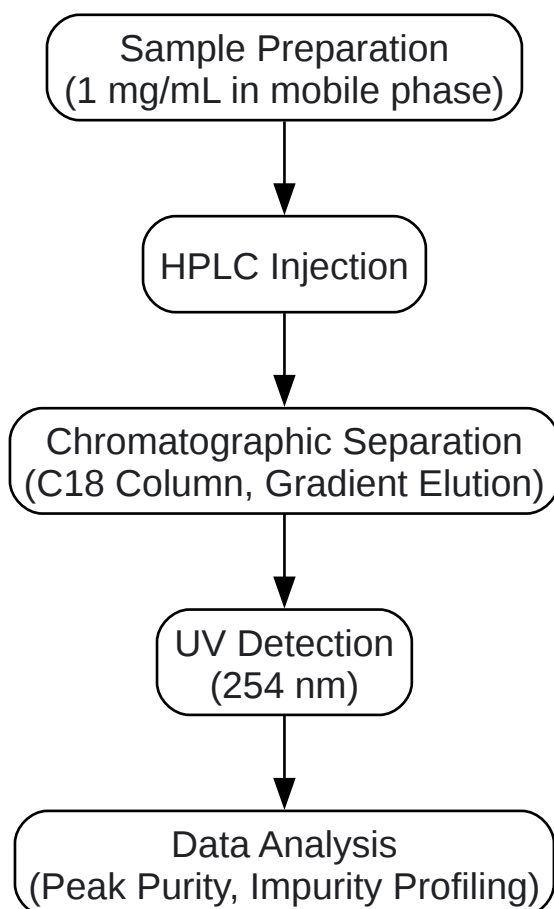 Sample Preparation
(1 mg/mL in mobile phase)
HPLC Injection
Chromatographic Separation
(C18 Column, Gradient Elution)
UV Detection
(254 nm)
Data Analysis
(Peak Purity, Impurity Profiling)